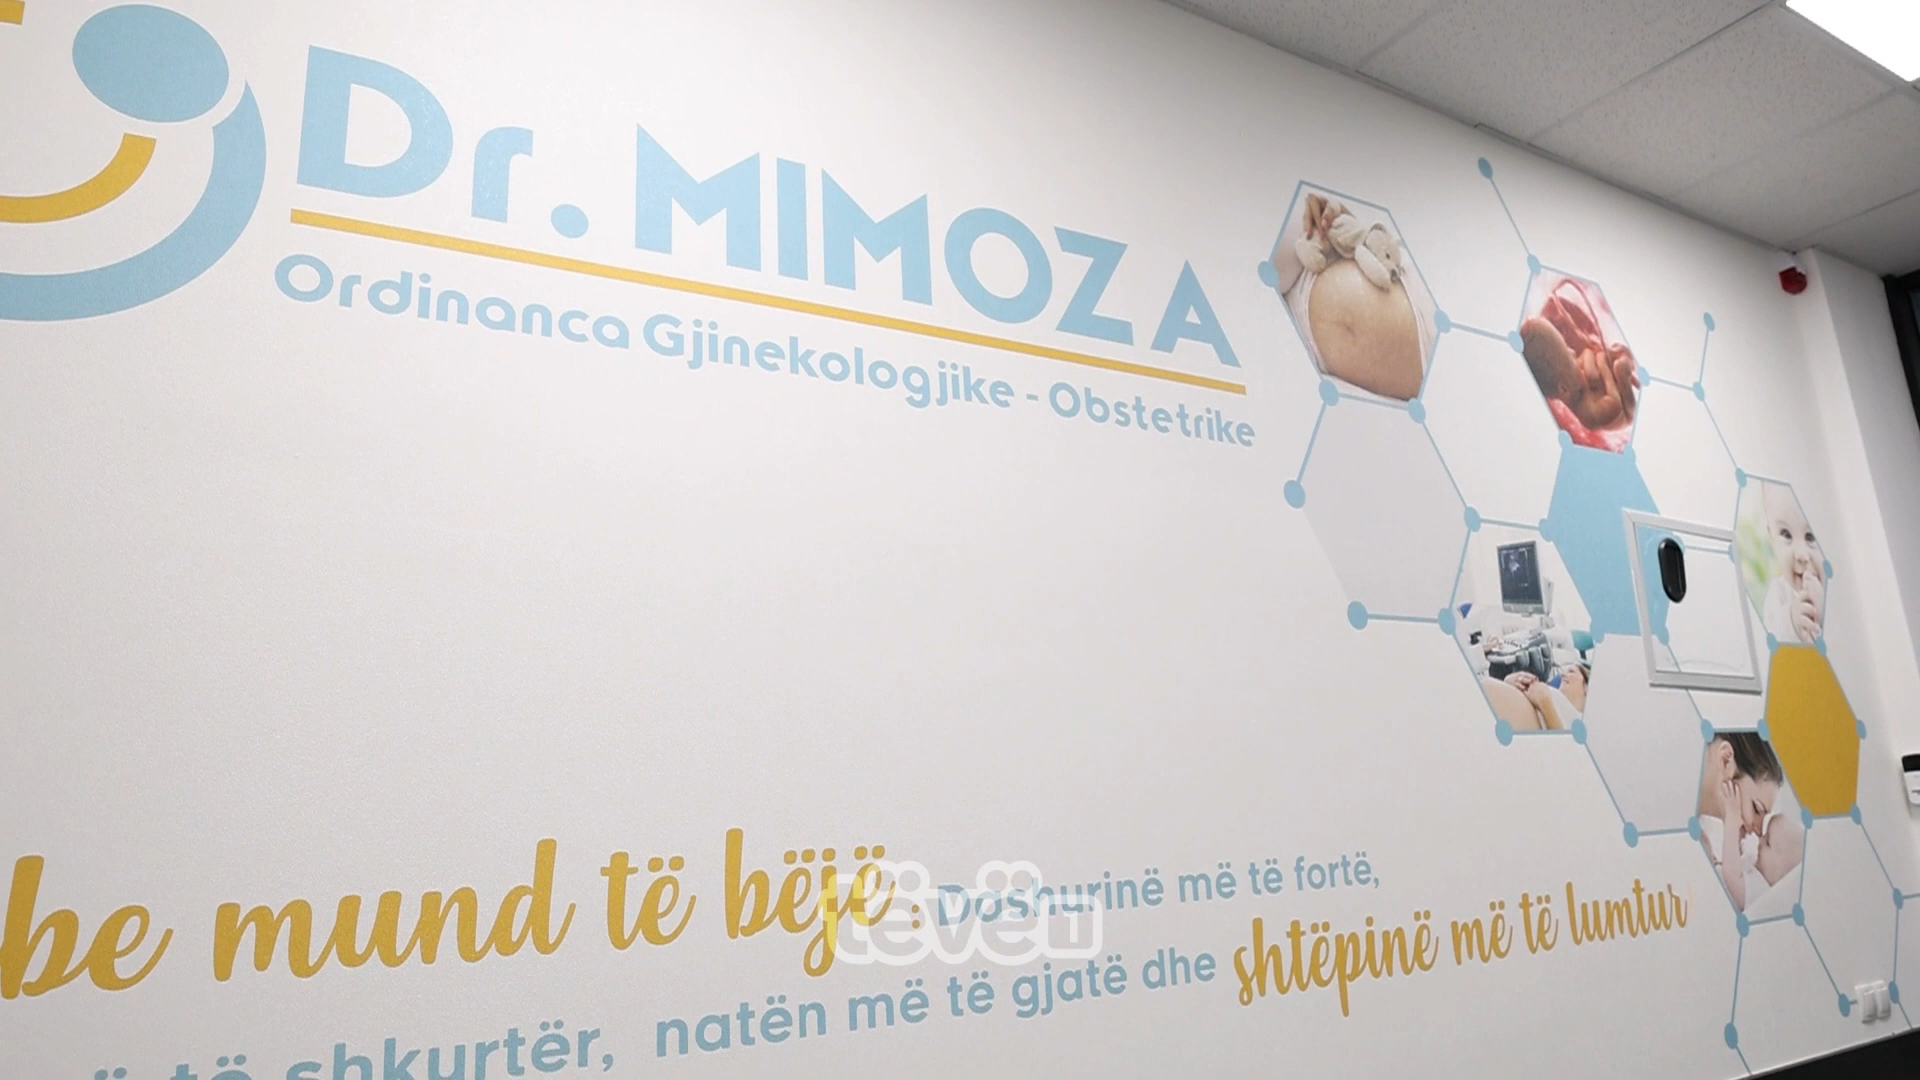 Dr. MIMOZA
Ordinanca Gjinekologjike - Obstetrike
be mund të bëjë: Dashurinë më të fortë,
të shkurtër, natën më të gjatë dhe shtëpinë më të lumtur
tëvë1